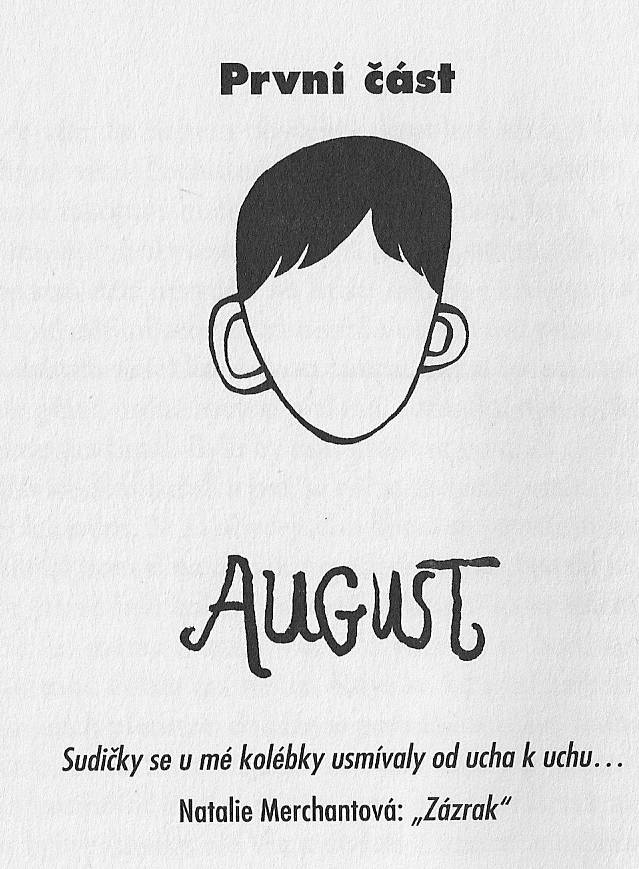 První část
AUGUST
Sudičky se u mé kolébky usmívaly od ucha k uchu…
Natalie Merchantová: „Zázrak“